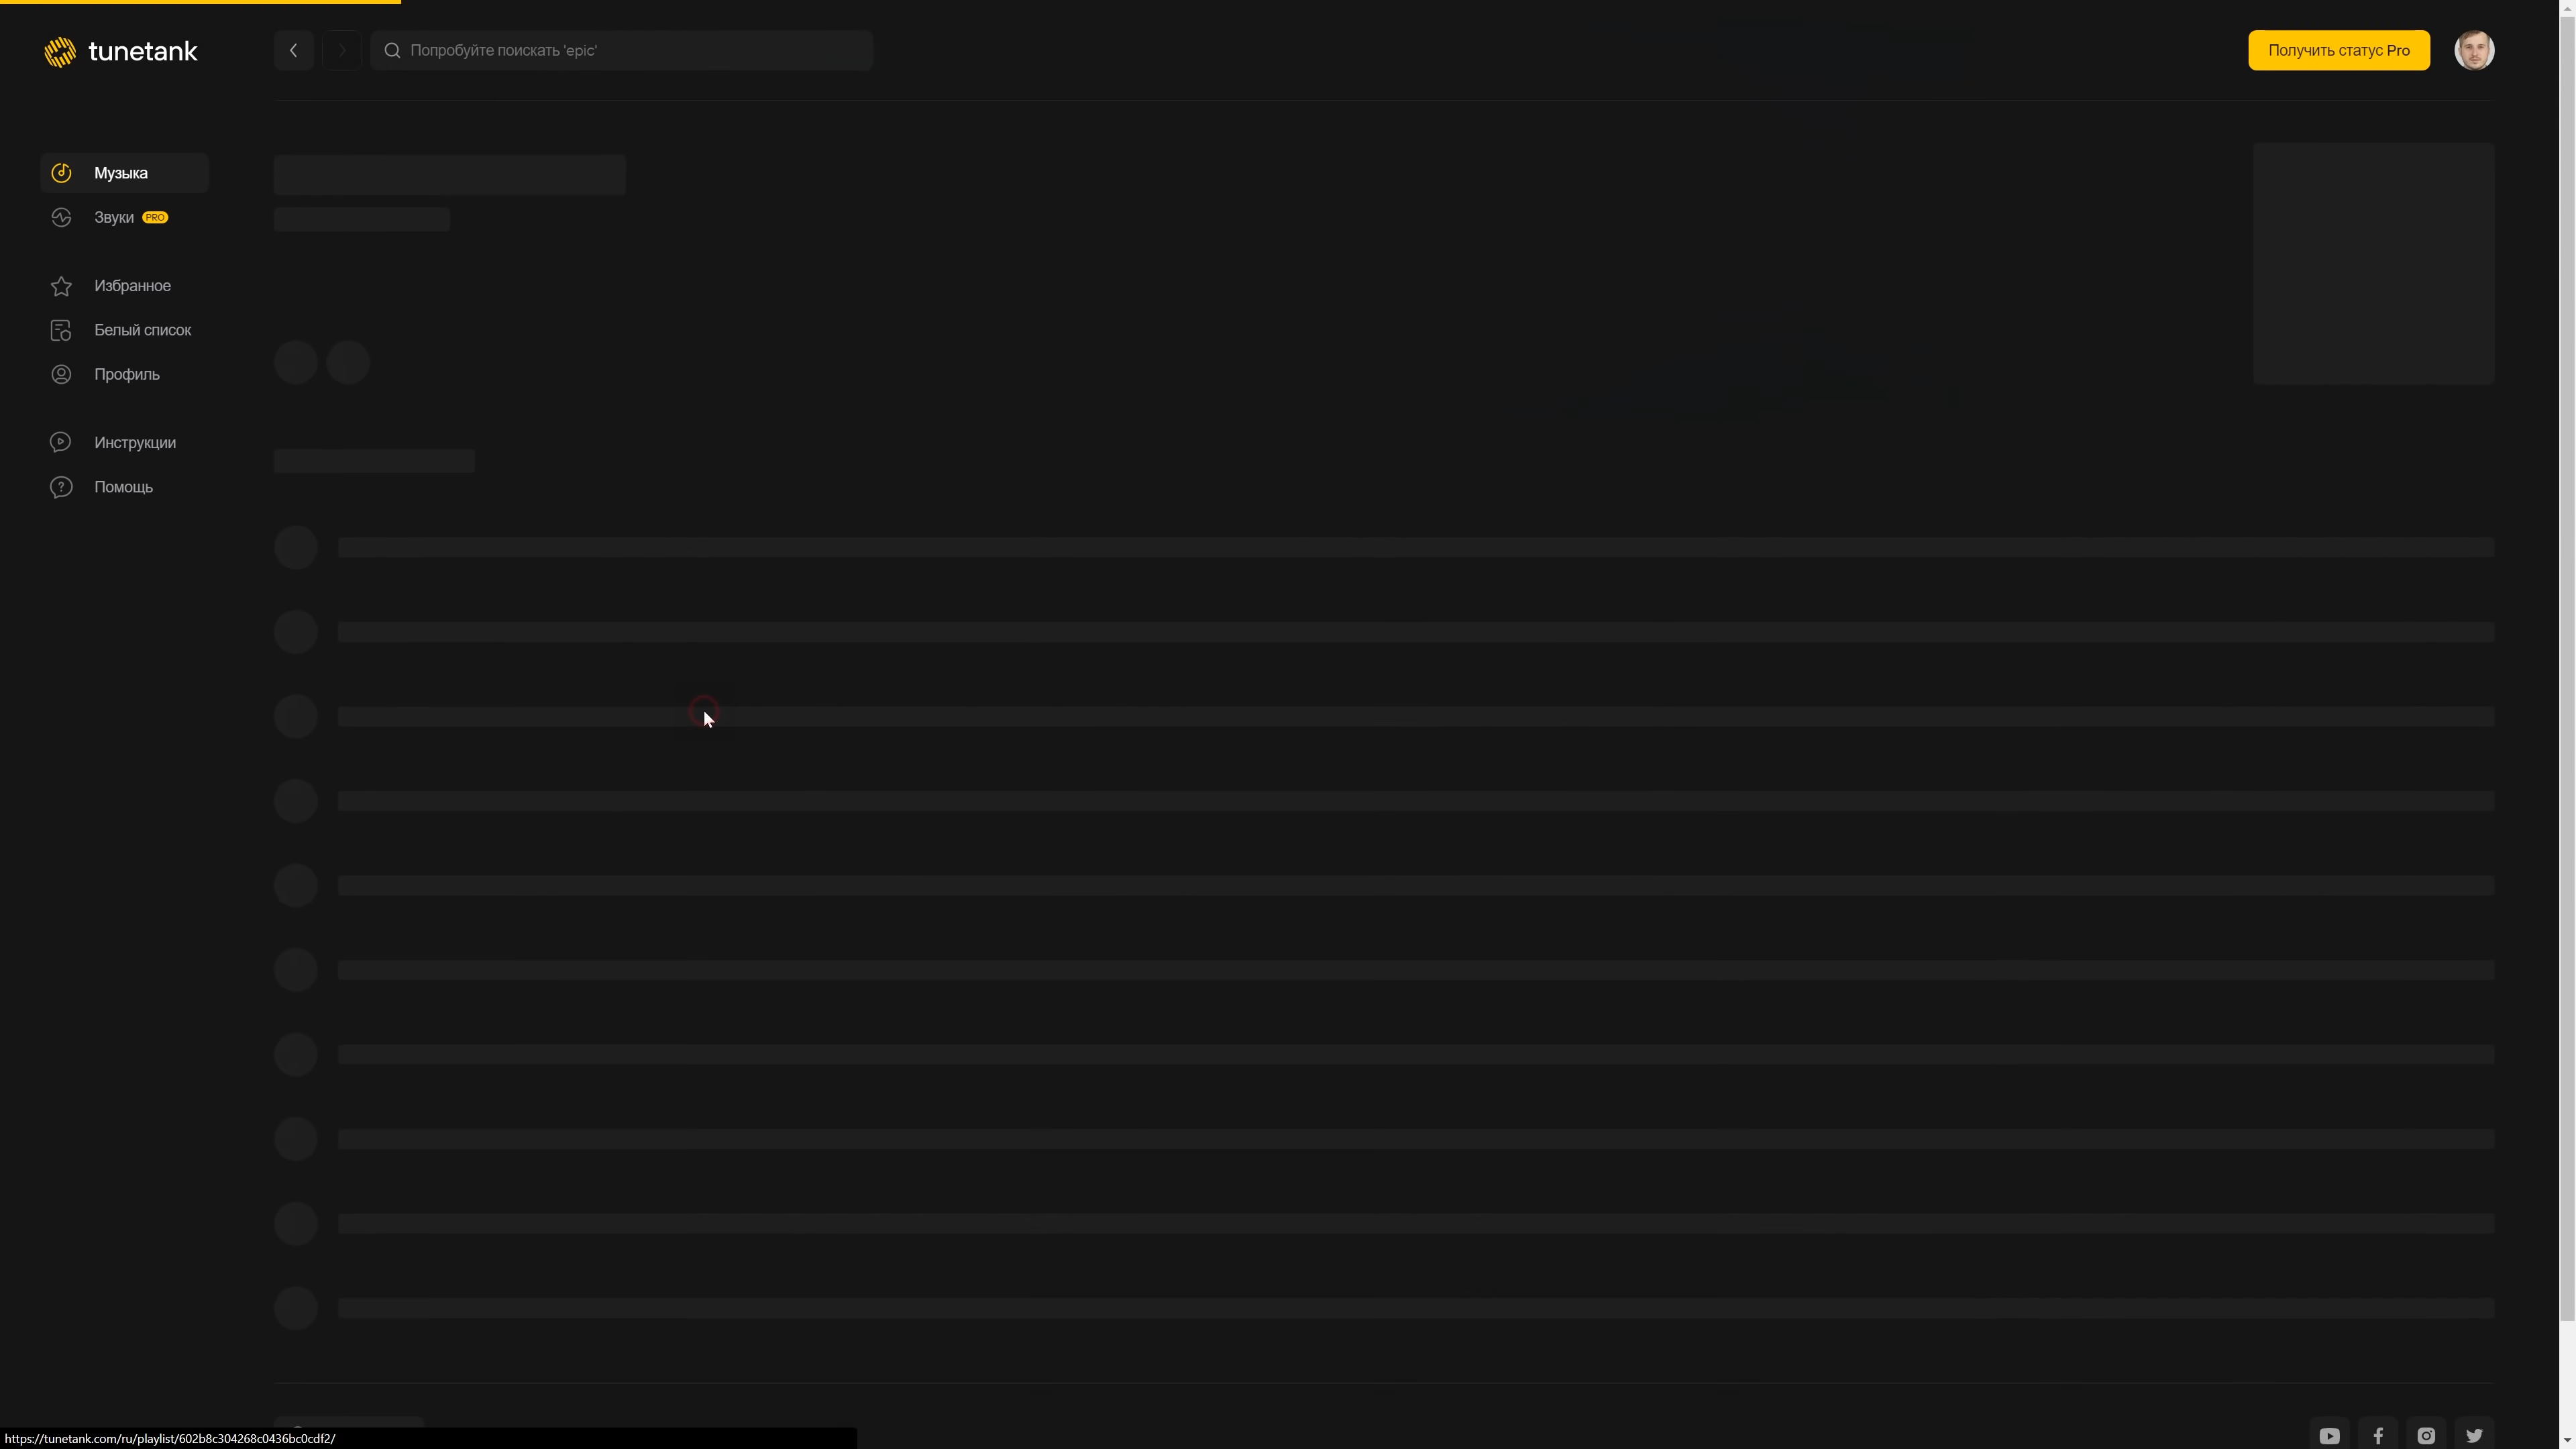 tunetank
Попробуйте поискать 'epic'
Получить статус Pro
Музыка
Звуки PRO
Избранное
Белый список
Профиль
Инструкции
Помощь
https://tunetank.com/ru/playlist/602b8c304268c0436bc0cdf2/